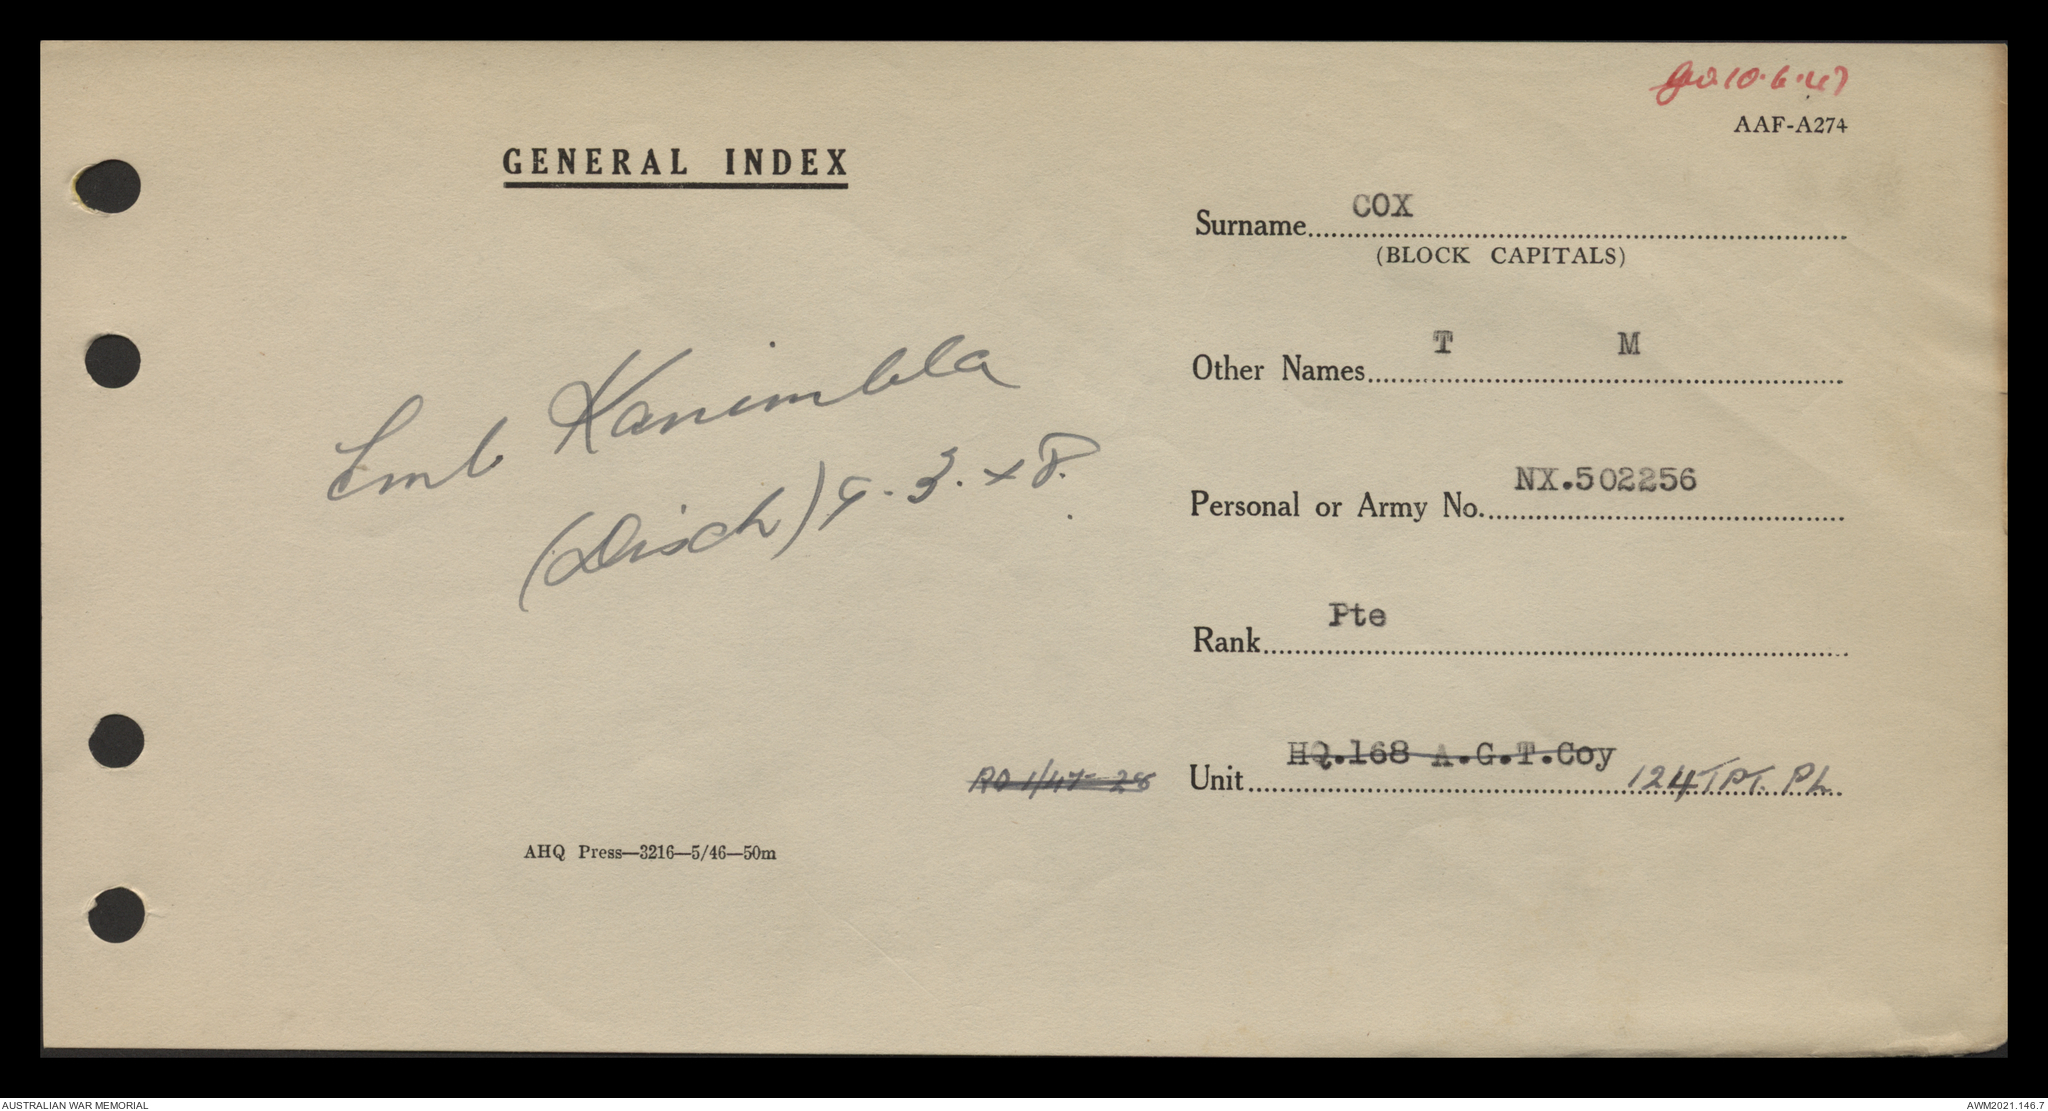 10.6.47
AAF-A274
GENERAL INDEX
Surname COX
(BLOCK CAPITALS)
Other Names T M
Emb Kanimbla
(Disch) 9.3.48.
Personal or Army No. NX.502256
Rank Pte
Unit HQ.168 A.G.T.Coy 124 TPT. PL
RO 1/47 28
AHQ Press—3216—5/46—50m
AUSTRALIAN WAR MEMORIAL
AWM2021.146.7